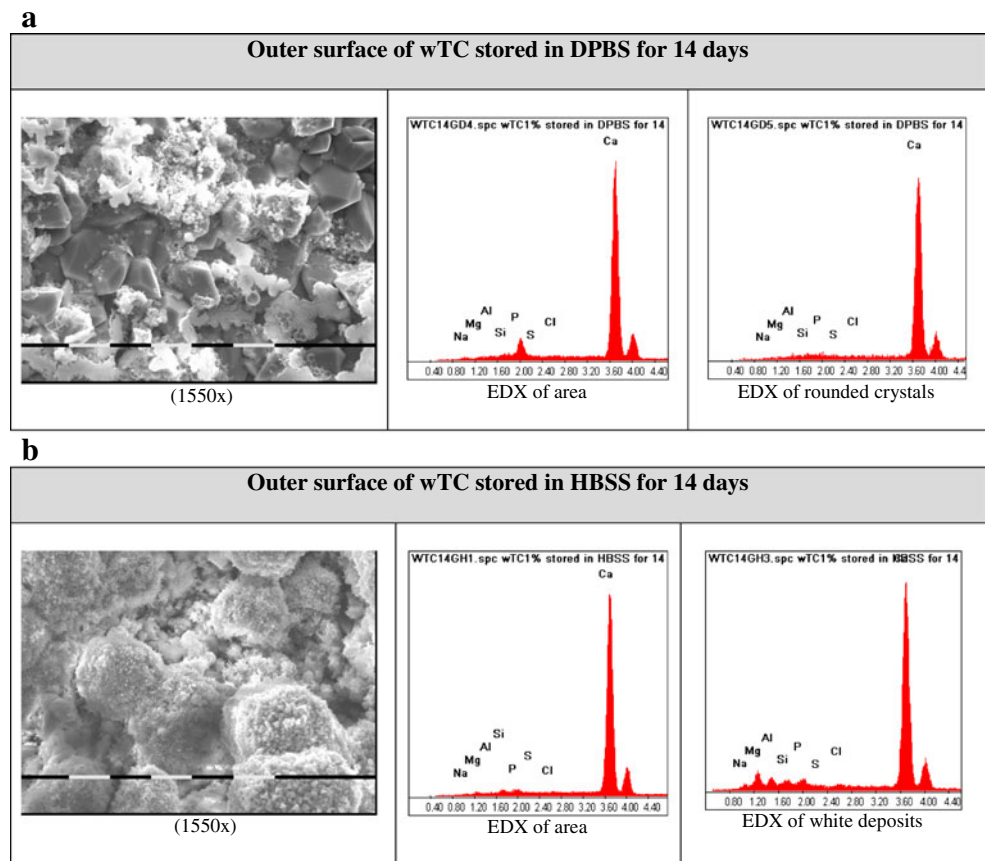 a
Outer surface of wTC stored in DPBS for 14 days
WTC14GD4.spc wTC1% stored in DPBS for 14
Ca
Al
P
Cl
Mg
Si
S
Na
0.40 0.80 1.20 1.60 2.00 2.40 2.80 3.20 3.60 4.00 4.40
WTC14GD5.spc wTC1% stored in DPBS for 14
Ca
Al
P
Cl
Mg
Si
S
Na
0.40 0.80 1.20 1.60 2.00 2.40 2.80 3.20 3.60 4.00 4.4
(1550x)
EDX of area
EDX of rounded crystals
b
Outer surface of wTC stored in HBSS for 14 days
WTC14GH1.spc wTC1% stored in HBSS for 14
Ca
Si
Al
S
Mg
P
Cl
Na
0.40 0.80 1.20 1.60 2.00 2.40 2.80 3.20 3.60 4.00 4.40
WTC14GH3.spc wTC1% stored in for 14
Al
P
Cl
Mg
Si
S
Na
0.80 1.20 1.60 2.00 2.40 2.80 3.20 3.60 4.00 4.40
(1550x)
EDX of area
EDX of white deposits